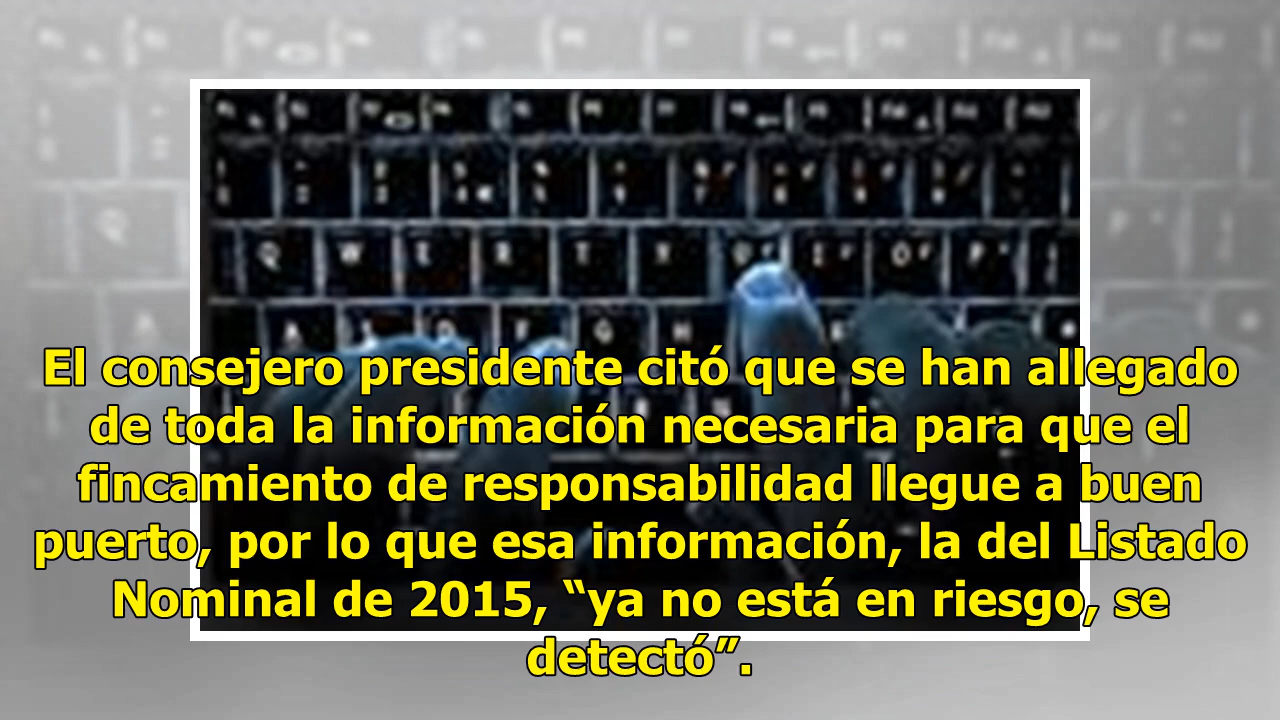 El consejero presidente citó que se han allegado
de toda la información necesaria para que el
fincamiento de responsabilidad llegue a buen
puerto, por lo que esa información, la del Listado
Nominal de 2015, “ya no está en riesgo, se
detectó”.